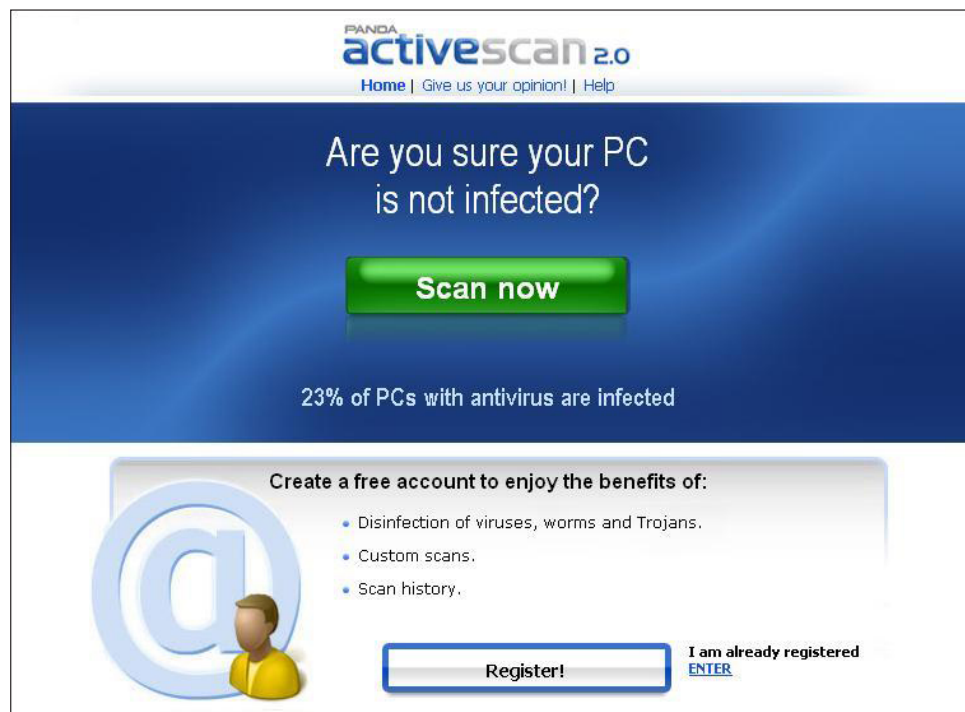 PANDA
activescan 2.0
Home | Give us your opinion! | Help
Are you sure your PC
is not infected?
Scan now
23% of PCs with antivirus are infected
Create a free account to enjoy the benefits of:
Disinfection of viruses, worms and Trojans.
Custom scans.
Scan history.
Register!
I am already registered
ENTER